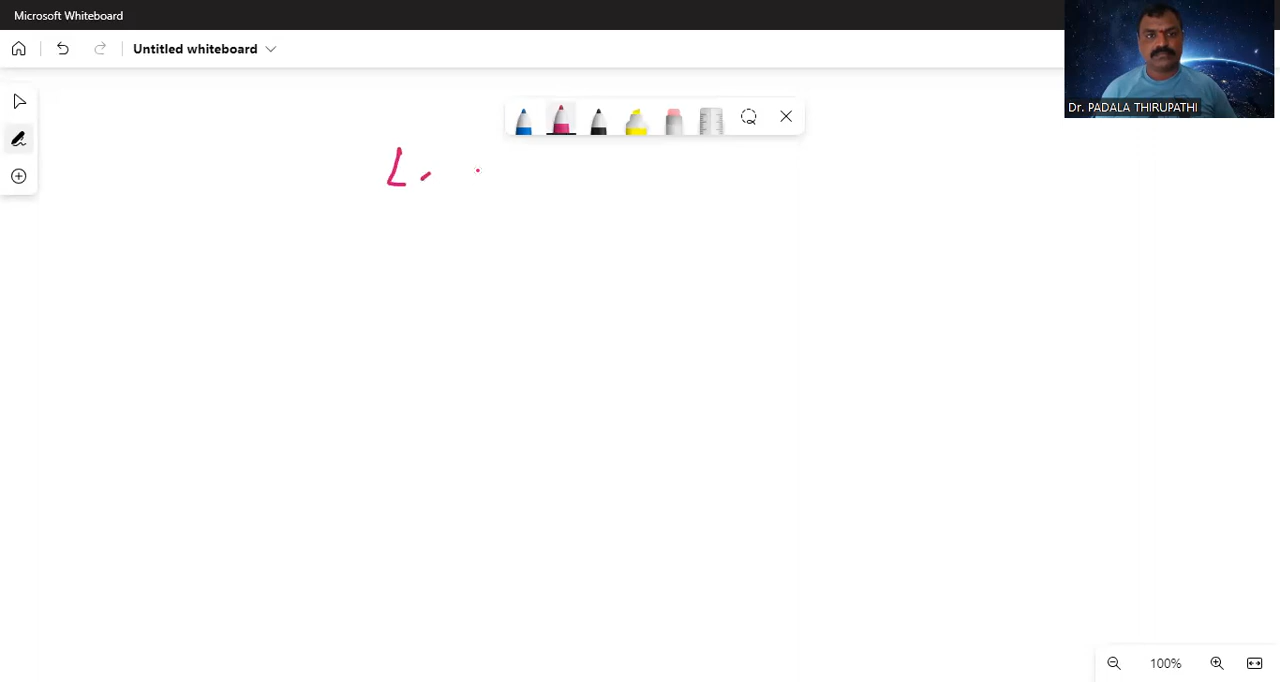 Microsoft Whiteboard
Untitled whiteboard
Dr. PADALA THIRUPATHI
L
100%